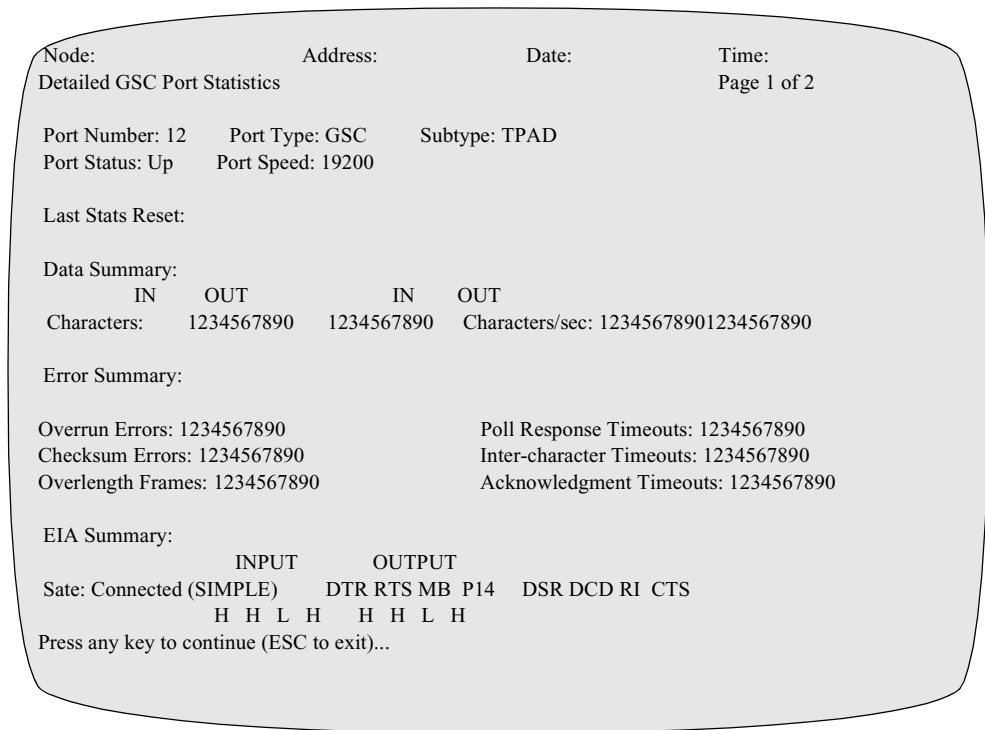 Node: Address: Date: Time:
Detailed GSC Port Statistics Page 1 of 2
Port Number: 12 Port Type: GSC Subtype: TPAD
Port Status: Up Port Speed: 19200
Last Stats Reset:
Data Summary:
IN OUT IN OUT
Characters: 1234567890 1234567890 Characters/sec: 12345678901234567890
Error Summary:
Overrun Errors: 1234567890 Poll Response Timeouts: 1234567890
Checksum Errors: 1234567890 Inter-character Timeouts: 1234567890
Overlength Frames: 1234567890 Acknowledgment Timeouts: 1234567890
EIA Summary:
INPUT OUTPUT
Sate: Connected (SIMPLE) DTR RTS MB P14 DSR DCD RI CTS
H H L H H H L H
Press any key to continue (ESC to exit)...